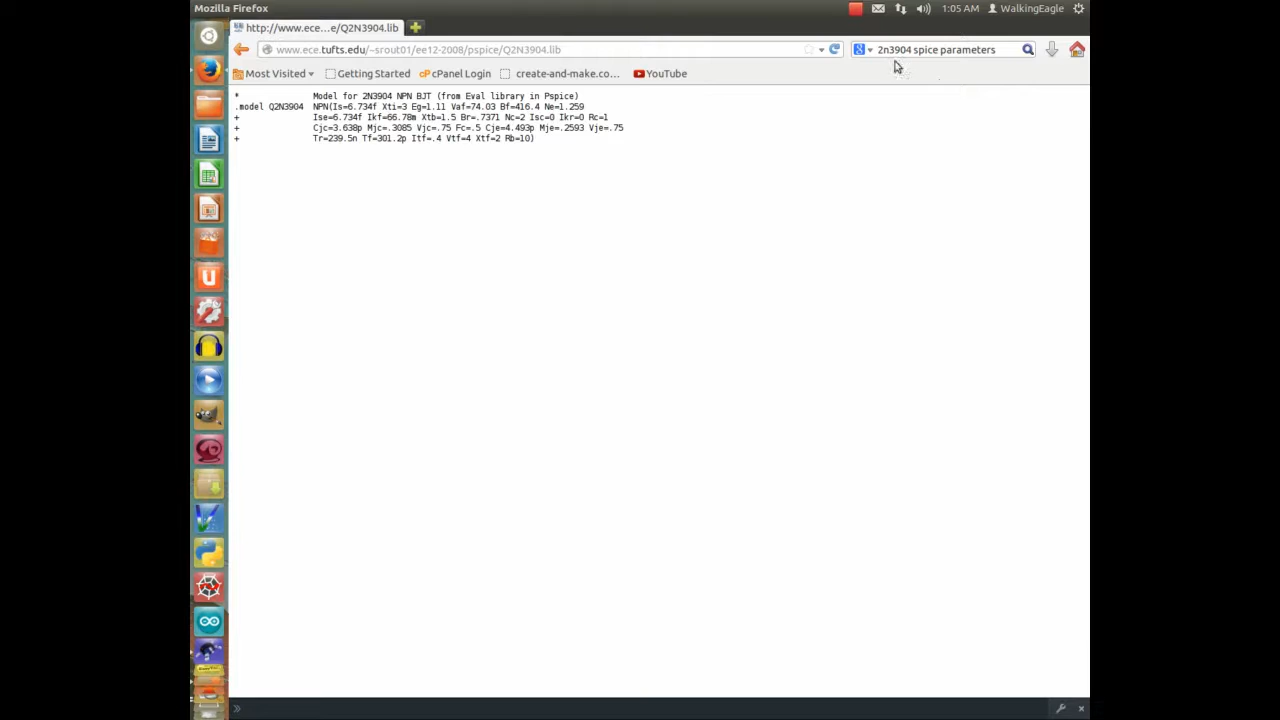 Mozilla Firefox
1:05 AM
WalkingEagle
http://www.ece....e/Q2N3904.lib
www.ece.tufts.edu/~srout01/ee12-2008/pspice/Q2N3904.lib
2n3904 spice parameters
Most Visited
Getting Started
cPanel Login
create-and-make.co...
YouTube
* Model for 2N3904 NPN BJT (from Eval library in Pspice)
.model Q2N3904 NPN(Is=6.734f Xti=3 Eg=1.11 Vaf=74.03 Bf=416.4 Ne=1.259
+ Ise=6.734f Ikf=66.78m Xtb=1.5 Br=.7371 Nc=2 Isc=0 Ikr=0 Rc=1
+ Cjc=3.638p Mjc=.3085 Vjc=.75 Fc=.5 Cje=4.493p Mje=.2593 Vje=.75
+ Tr=239.5n Tf=301.2p Itf=.4 Vtf=4 Xtf=2 Rb=10)